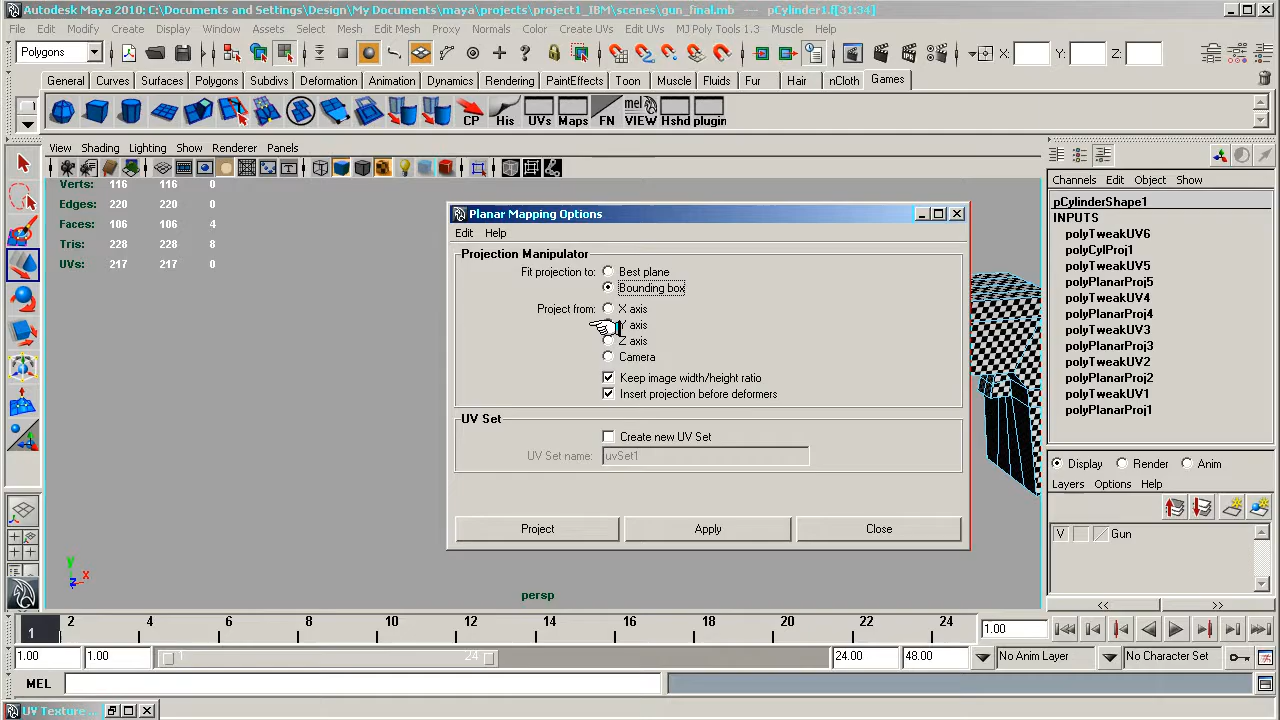 Autodesk Maya 2010: C:\Documents and Settings\Design\My Documents\maya\projects\project1_IBM\scenes\gun_final.mb --- pCylinder1.f[31:34]
File Edit Modify Create Display Window Assets Select Mesh Edit Mesh Proxy Normals Color Create UVs Edit UVs MJ Poly Tools 1.3 Muscle Help
Polygons X: Y: Z:
General Curves Surfaces Polygons Subdivs Deformation Animation Dynamics Rendering PaintEffects Toon Muscle Fluids Fur Hair nCloth Games
CP His UVs Maps FN mel VIEW Hshd plugin
View Shading Lighting Show Renderer Panels
Verts: 116 116 0
Edges: 220 220 0
Faces: 106 106 4
Tris: 228 228 8
UVs: 217 217 0
Planar Mapping Options
Edit Help
Projection Manipulator
Fit projection to: Best plane
Bounding box
Project from: X axis
Y axis
Z axis
Camera
Keep image width/height ratio
Insert projection before deformers
UV Set
Create new UV Set
UV Set name: uvSet1
Project Apply Close
y
x
z
persp
Channels Edit Object Show
pCylinderShape1
INPUTS
polyTweakUV6
polyCylProj1
polyTweakUV5
polyPlanarProj5
polyTweakUV4
polyPlanarProj4
polyTweakUV3
polyPlanarProj3
polyTweakUV2
polyPlanarProj2
polyTweakUV1
polyPlanarProj1
Display Render Anim
Layers Options Help
V Gun
<< >>
1 2 4 6 8 10 12 14 16 18 20 22 24 1.00
1.00 1.00 1 24 24.00 48.00 No Anim Layer No Character Set
MEL
UV Texture ...